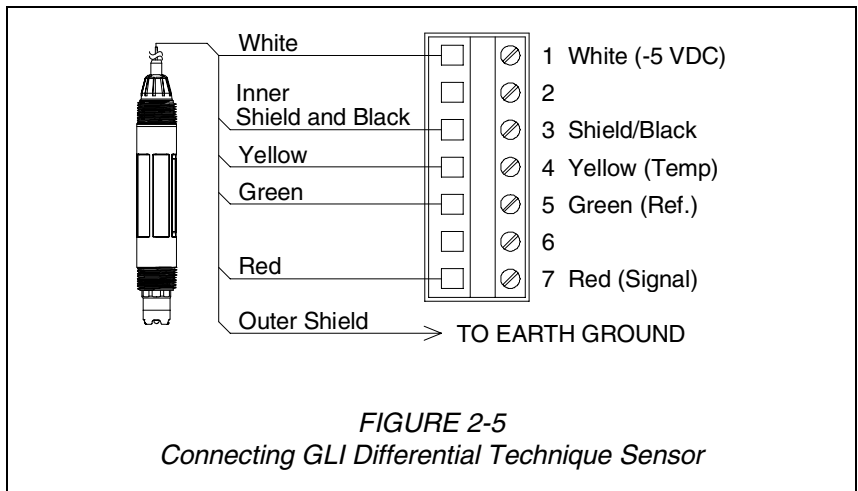 White
Inner
Shield and Black
Yellow
Green
Red
Outer Shield
1 White (-5 VDC)
2
3 Shield/Black
4 Yellow (Temp)
5 Green (Ref.)
6
7 Red (Signal)
TO EARTH GROUND
FIGURE 2-5
Connecting GLI Differential Technique Sensor